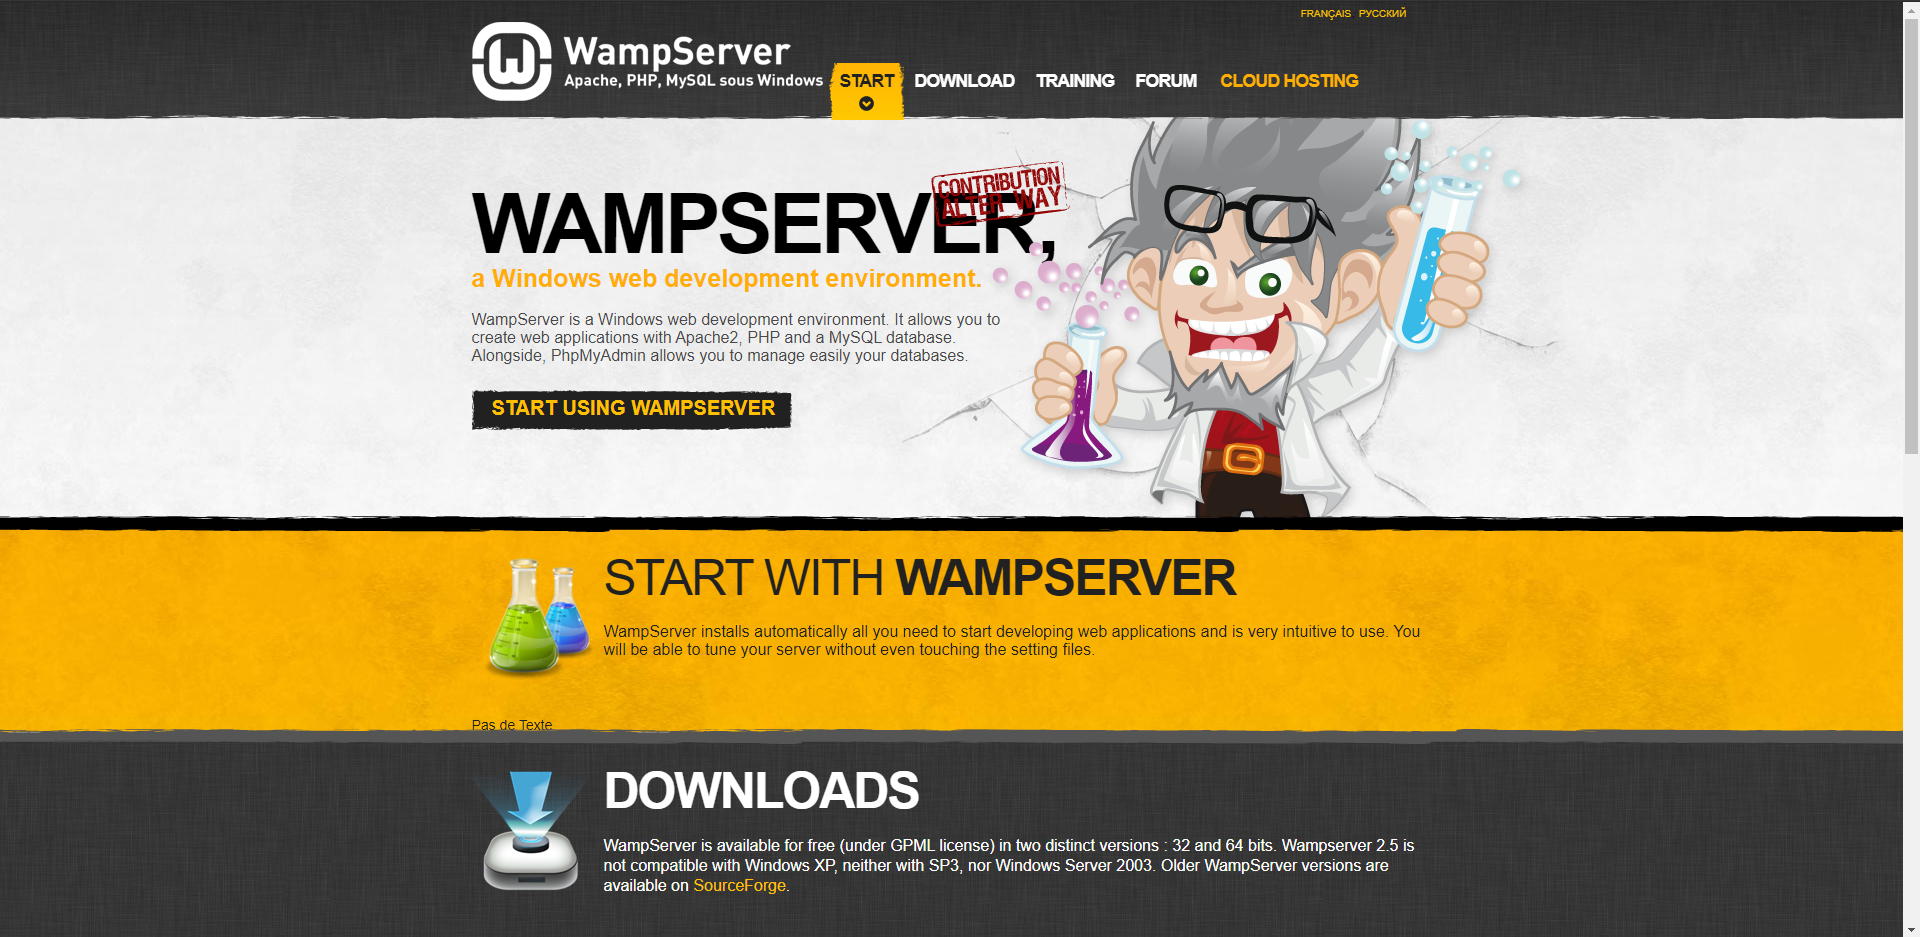 FRANÇAIS РУССКИЙ
WampServer
Apache, PHP, MySQL sous Windows
START
DOWNLOAD
TRAINING
FORUM
CLOUD HOSTING
CONTRIBUTION
ALTER WAY
WAMPSERVER,
a Windows web development environment.
WampServer is a Windows web development environment. It allows you to
create web applications with Apache2, PHP and a MySQL database.
Alongside, PhpMyAdmin allows you to manage easily your databases.
START USING WAMPSERVER
START WITH WAMPSERVER
WampServer installs automatically all you need to start developing web applications and is very intuitive to use. You
will be able to tune your server without even touching the setting files.
Pas de Texte
DOWNLOADS
WampServer is available for free (under GPML license) in two distinct versions : 32 and 64 bits. Wampserver 2.5 is
not compatible with Windows XP, neither with SP3, nor Windows Server 2003. Older WampServer versions are
available on SourceForge.